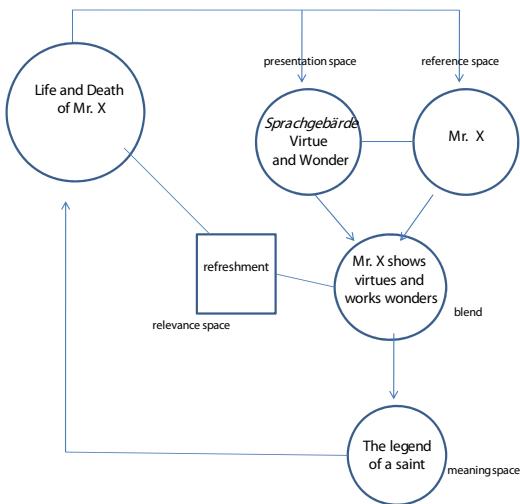 presentation space
reference space
Life and Death
of Mr. X
Sprachgebärde
Virtue
and Wonder
Mr. X
refreshment
relevance space
Mr. X shows
virtues and
works wonders
blend
The legend
of a saint
meaning space